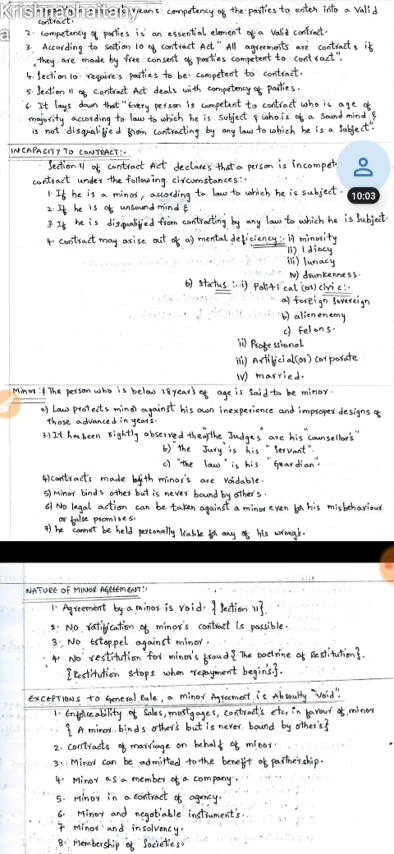 Krishnachaitany
a
years competency of the parties to enter into a valid
contract.
2. competency of parties is an essential element of a valid contract.
3. According to section 10 of contract Act "All agreements are contracts if
they are made by free consent of parties competent to contract".
4. Section 10 requires parties to be competent to contract.
5. Section 11 of contract Act deals with competency of parties.
6. It lays down that "Every person is competent to contract who is age of
majority according to law to which he is subject & who is of a sound mind &
is not disqualified from contracting by any law to which he is a subject".
INCAPACITY TO CONTRACT:-
Section 11 of contract Act declares that a person is incompet
contract under the following circumstances:-
10:03
1. If he is a minor, according to law to which he is subject.
2. If he is of unsound mind &
3. If he is disqualified from contracting by any law to which he is subject.
4. contract may arise out of a) mental deficiency:- i) minority
ii) Idiocy
iii) lunacy
iv) drunkenness.
b) status:- i) political (or) civic:-
a) foreign sovereign
b) alien enemy
c) felons.
ii) Professional
iii) Artificial (or) corporate
iv) married.
Minor:- 1) The person who is below 18 years of age is said to be minor.
2) Law protects minor against his own inexperience and improper designs of
those advanced in years.
3) It has been rightly observed the a) "the Judges" are his "counsellors"
b) "the Jury" is his "servant".
c) "the law" is his "Guardian".
4) contracts made with minor's are voidable.
5) Minor binds others but is never bound by others.
6) No legal action can be taken against a minor even for his misbehaviour
or false promises.
7) he cannot be held personally liable for any of his wrongs.
NATURE OF MINOR AGREEMENT:-
1. Agreement by a minor is void. {Section 11}.
2. No ratification of minor's contract is possible.
3. No Estoppel against minor.
4. No restitution for minor's fraud {The Doctrine of Restitution}.
{Restitution stops when repayment begins}.
EXCEPTIONS to General Rule, a minor Agreement is Absolutly "void".
1. Enforceability of Sales, mortgages, contracts etc, in favour of minor
{A minor binds others but is never bound by others}
2. Contracts of marriage on behalf of minor.
3. Minor can be admitted to the benefit of partnership.
4. Minor as a member of a company.
5. Minor in a contract of agency.
6. Minor and negotiable instruments.
7. Minor and insolvency.
8. Membership of Societies